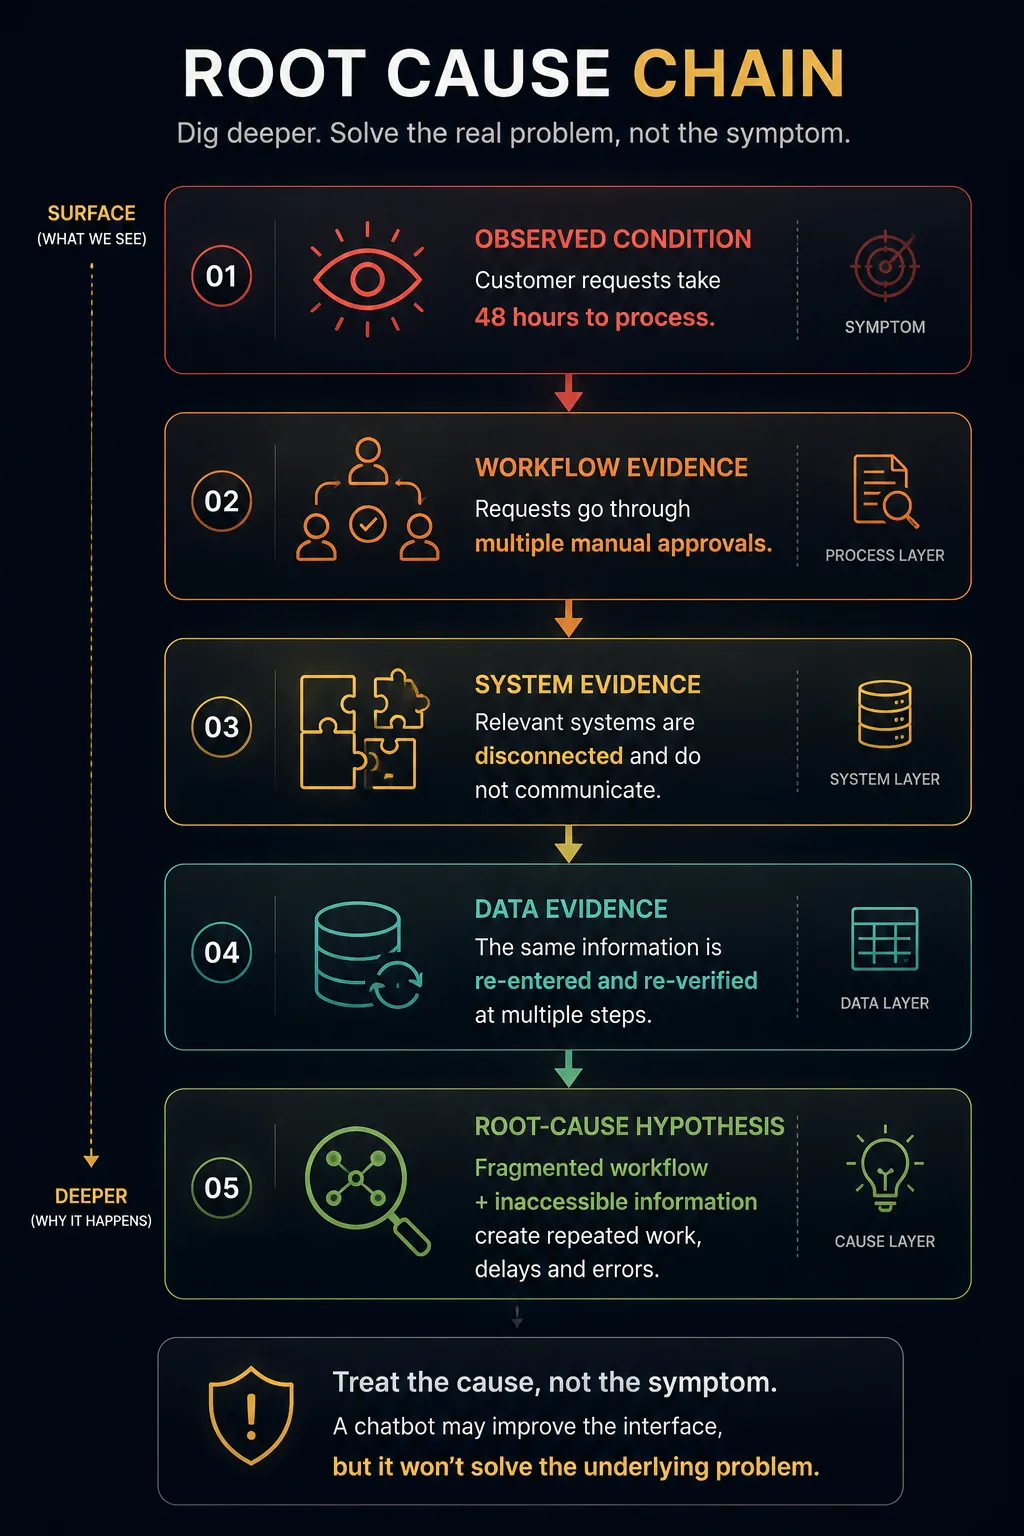 ROOT CAUSE CHAIN
Dig deeper. Solve the real problem, not the symptom.
SURFACE
(WHAT WE SEE)
01
OBSERVED CONDITION
Customer requests take
48 hours to process.
SYMPTOM
02
WORKFLOW EVIDENCE
Requests go through
multiple manual approvals.
PROCESS LAYER
03
SYSTEM EVIDENCE
Relevant systems are
disconnected and do
not communicate.
SYSTEM LAYER
04
DATA EVIDENCE
The same information is
re-entered and re-verified
at multiple steps.
DATA LAYER
DEEPER
(WHY IT HAPPENS)
05
ROOT-CAUSE HYPOTHESIS
Fragmented workflow
+ inaccessible information
create repeated work,
delays and errors.
CAUSE LAYER
Treat the cause, not the symptom.
A chatbot may improve the interface,
but it won't solve the underlying problem.